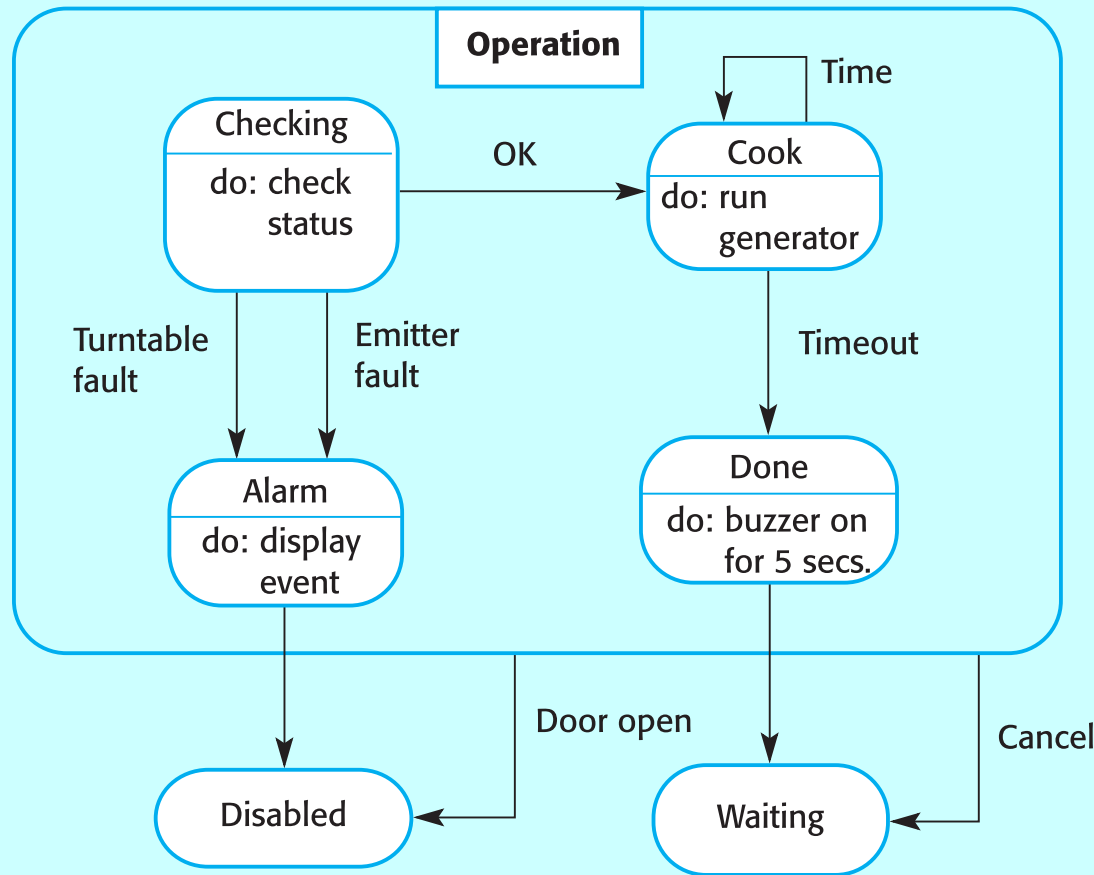 Operation
Time
Checking
do: check
status
OK
Cook
do: run
generator
Turntable
fault
Emitter
fault
Timeout
Alarm
do: display
event
Done
do: buzzer on
for 5 secs.
Door open
Cancel
Disabled
Waiting